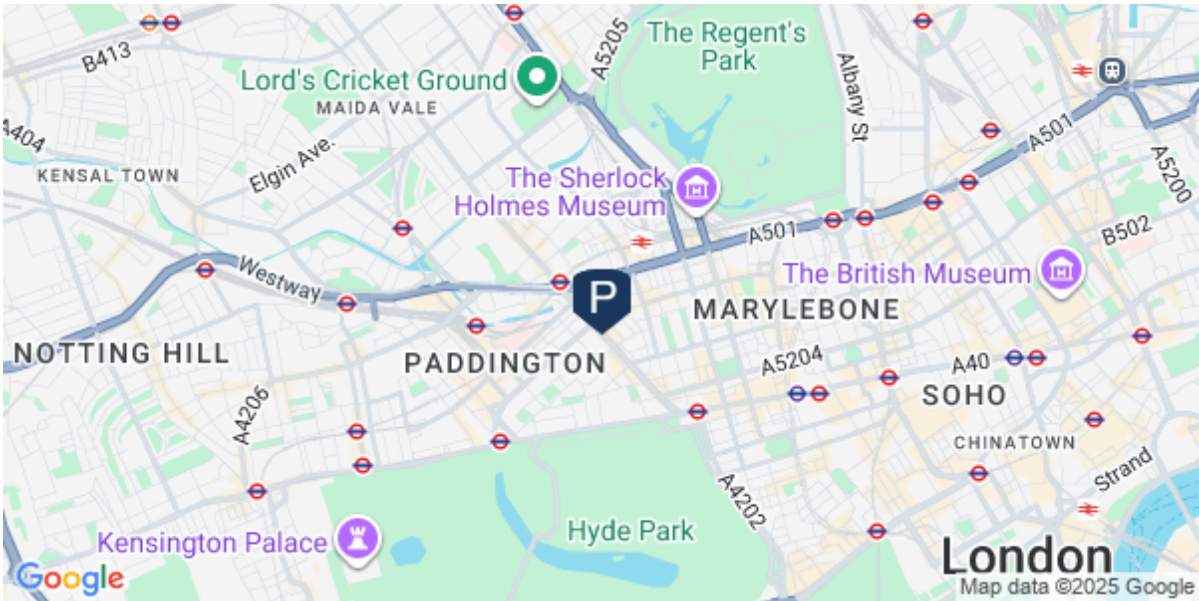 B413
A5205
The Regent's
Park
Lord's Cricket Ground
MAIDA VALE
Albany St
A501
A404
Elgin Ave.
KENSAL TOWN
A5200
The Sherlock
Holmes Museum
A501
B502
Westway
The British Museum
P
MARYLEBONE
NOTTING HILL
PADDINGTON
A5204
A40
SOHO
A4206
CHINATOWN
Strand
A4202
Hyde Park
Kensington Palace
London
Google
Map data ©2025 Google